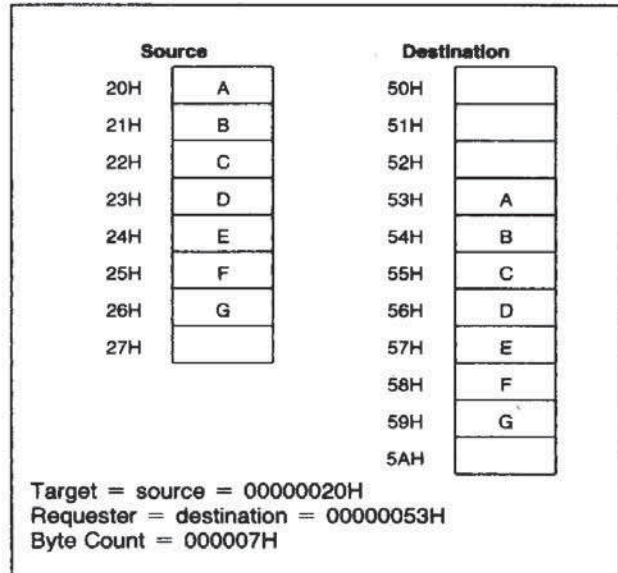 Source
20H A
21H B
22H C
23H D
24H E
25H F
26H G
27H
Destination
50H
51H
52H
53H A
54H B
55H C
56H D
57H E
58H F
59H G
5AH
Target = source = 00000020H
Requester = destination = 00000053H
Byte Count = 000007H